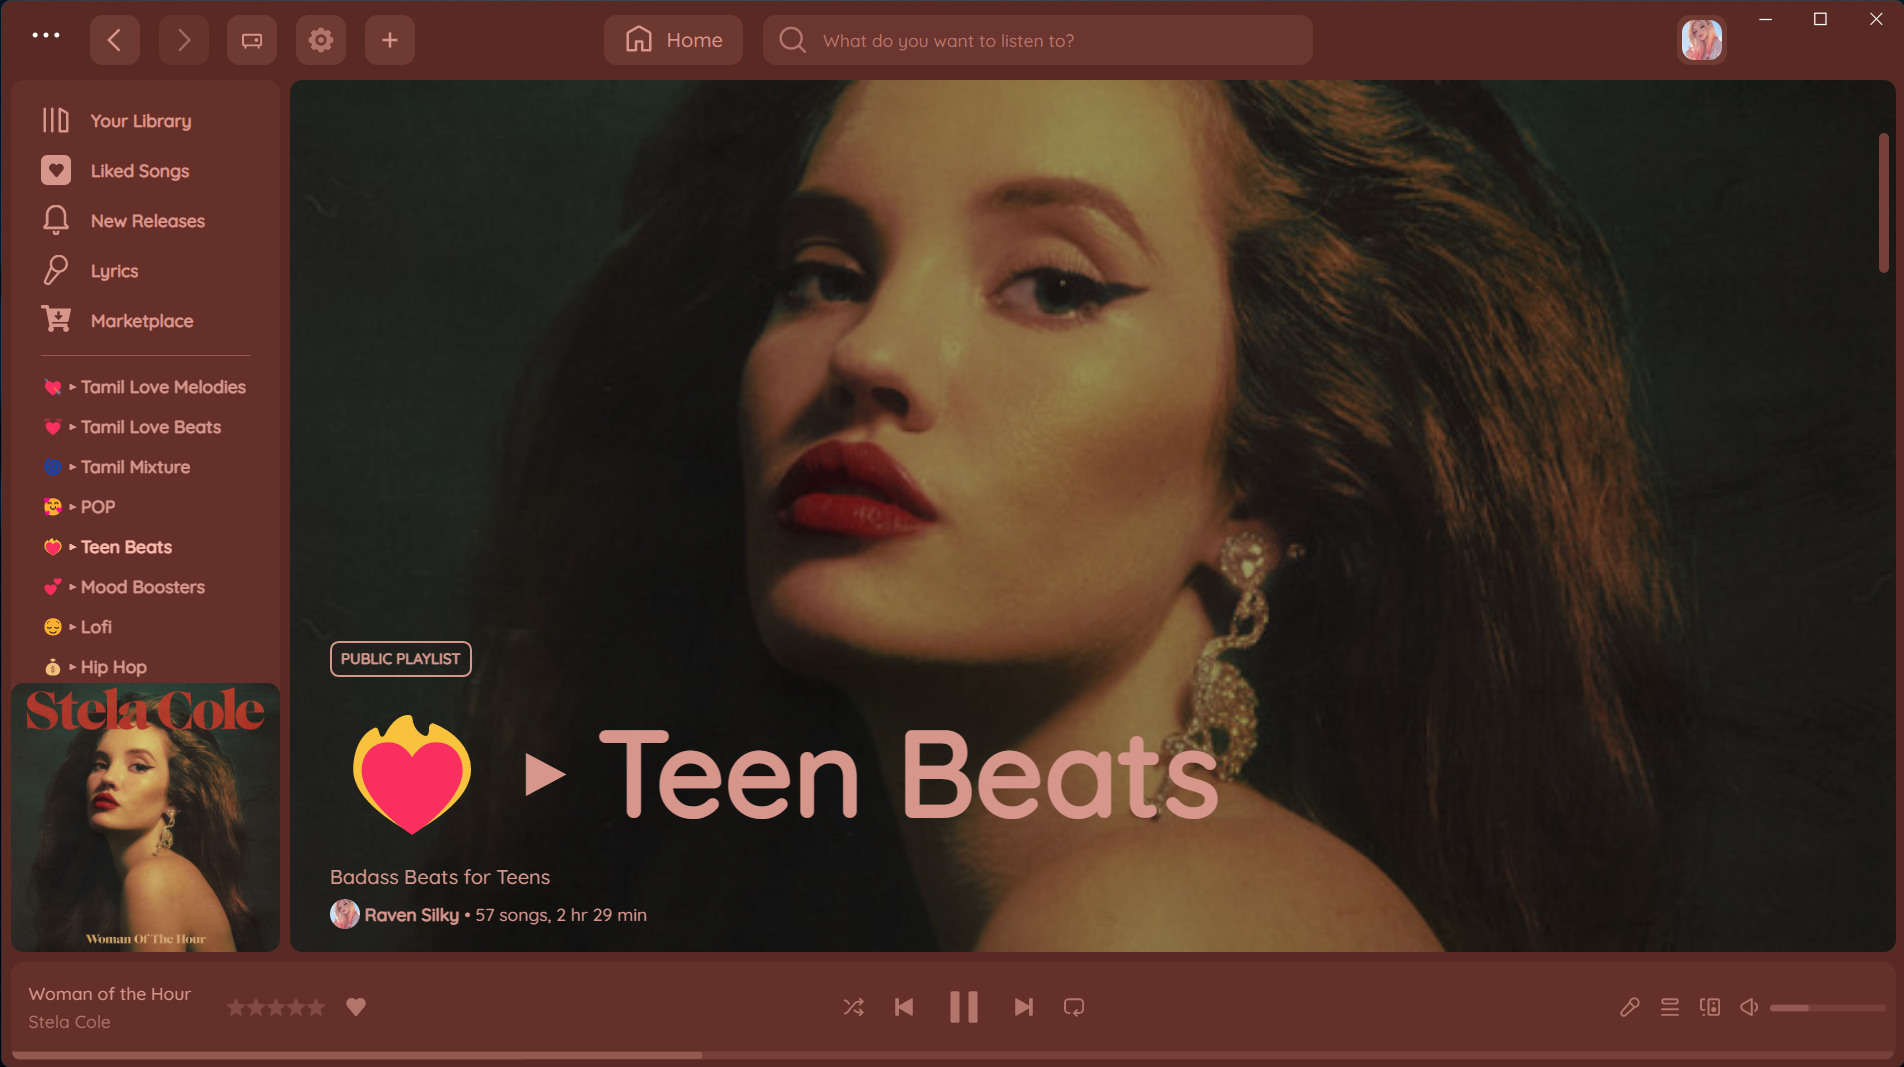 Home
What do you want to listen to?
Your Library
Liked Songs
New Releases
Lyrics
Marketplace
💘 ▸ Tamil Love Melodies
💓 ▸ Tamil Love Beats
▸ Tamil Mixture
🥰 ▸ POP
❤️‍🔥 ▸ Teen Beats
💕 ▸ Mood Boosters
😌 ▸ Lofi
💰 ▸ Hip Hop
Stela Cole
Woman Of The Hour
PUBLIC PLAYLIST
❤️‍🔥 ▸ Teen Beats
Badass Beats for Teens
Raven Silky • 57 songs, 2 hr 29 min
Woman of the Hour
Stela Cole